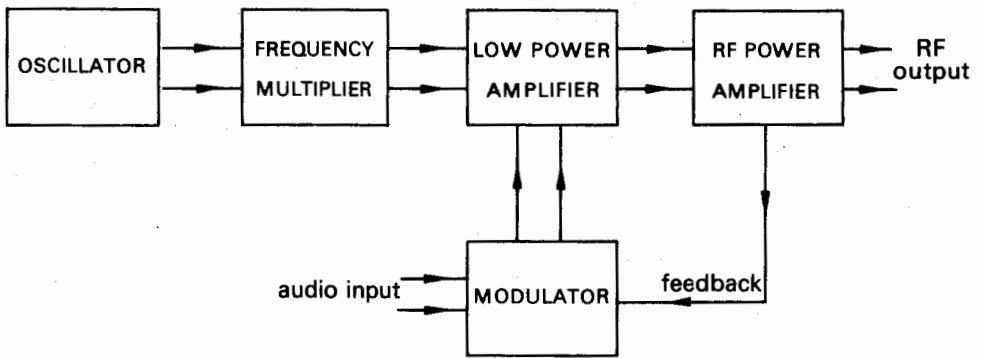 OSCILLATOR
FREQUENCY
MULTIPLIER
LOW POWER
AMPLIFIER
RF POWER
AMPLIFIER
RF
output
audio input
MODULATOR
feedback